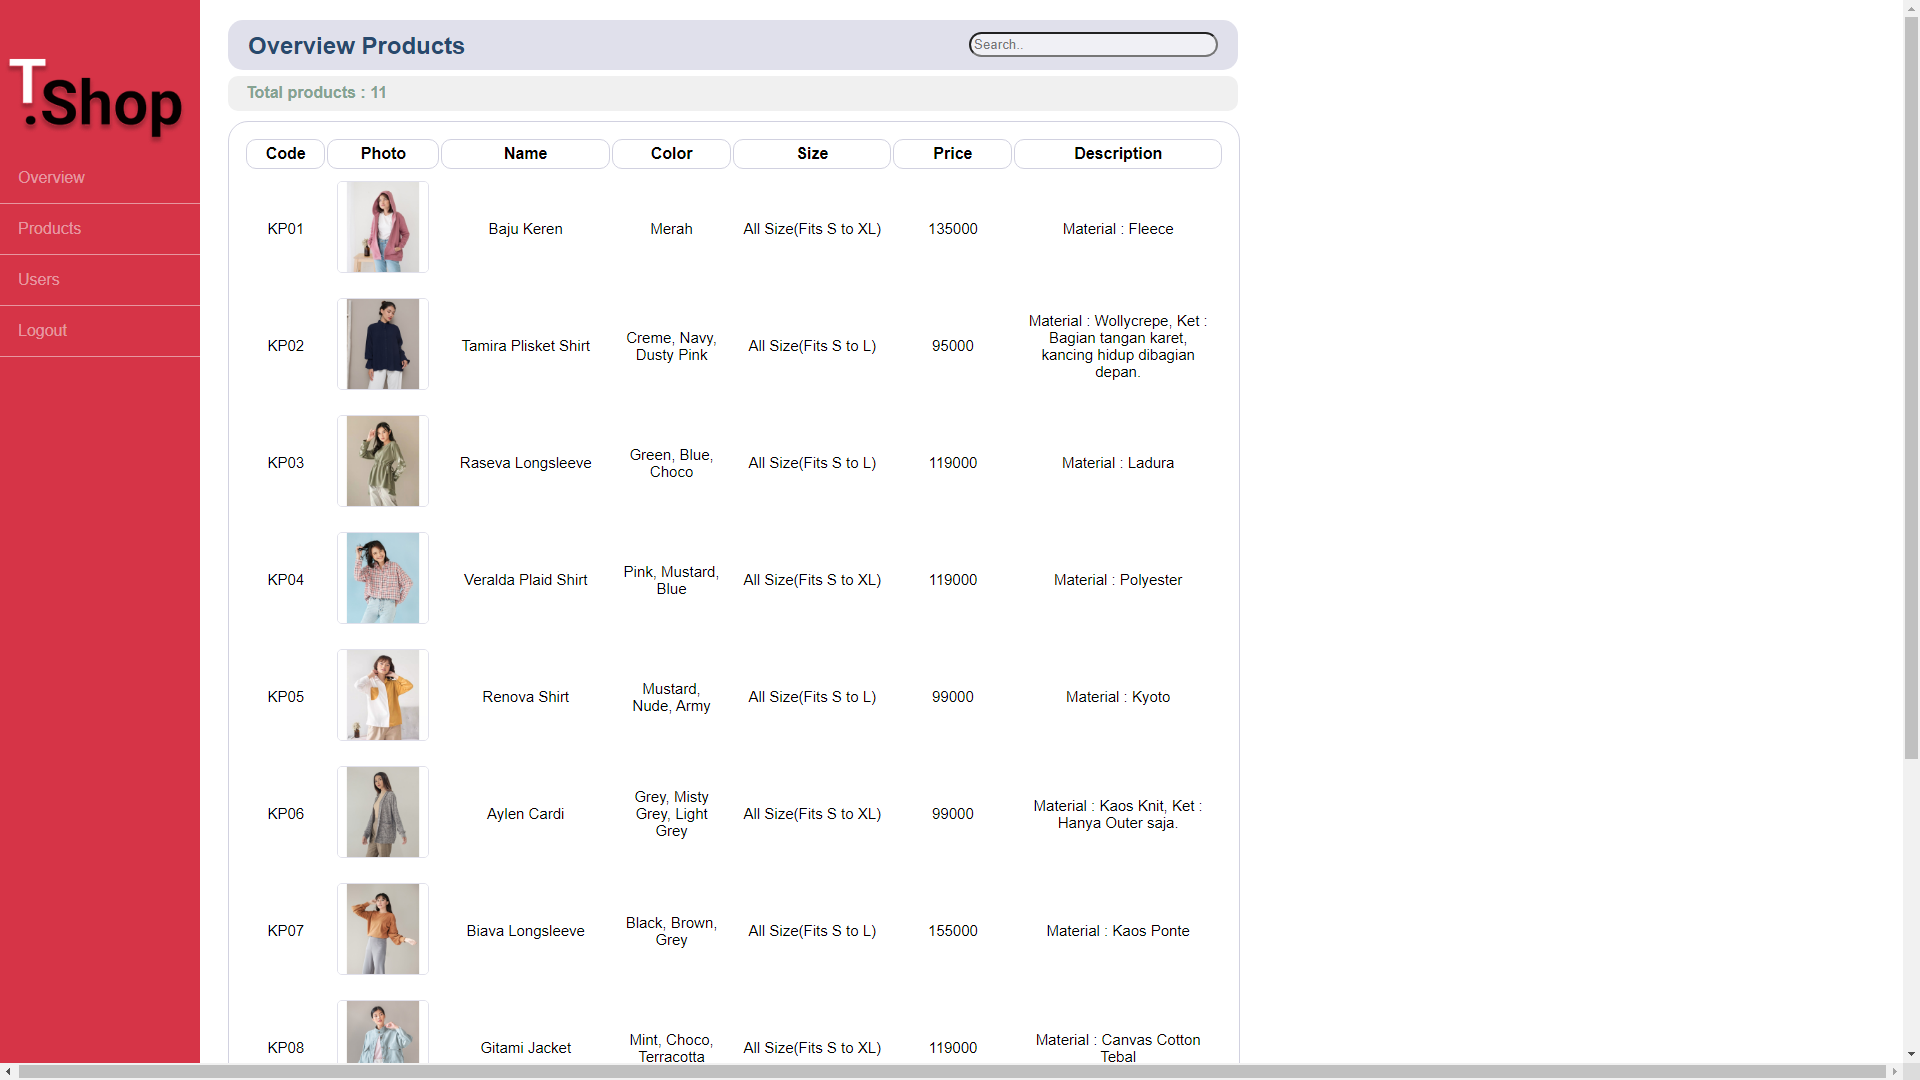 T.Shop
Overview
Products
Users
Logout
Overview Products
Search..
Total products : 11
Code Photo Name Color Size Price Description
KP01 Baju Keren Merah All Size(Fits S to XL) 135000 Material : Fleece
KP02 Tamira Plisket Shirt Creme, Navy, Dusty Pink All Size(Fits S to L) 95000 Material : Wollycrepe, Ket : Bagian tangan karet, kancing hidup dibagian depan.
KP03 Raseva Longsleeve Green, Blue, Choco All Size(Fits S to L) 119000 Material : Ladura
KP04 Veralda Plaid Shirt Pink, Mustard, Blue All Size(Fits S to XL) 119000 Material : Polyester
KP05 Renova Shirt Mustard, Nude, Army All Size(Fits S to L) 99000 Material : Kyoto
KP06 Aylen Cardi Grey, Misty Grey, Light Grey All Size(Fits S to XL) 99000 Material : Kaos Knit, Ket : Hanya Outer saja.
KP07 Biava Longsleeve Black, Brown, Grey All Size(Fits S to L) 155000 Material : Kaos Ponte
KP08 Gitami Jacket Mint, Choco, Terracotta All Size(Fits S to XL) 119000 Material : Canvas Cotton Tebal